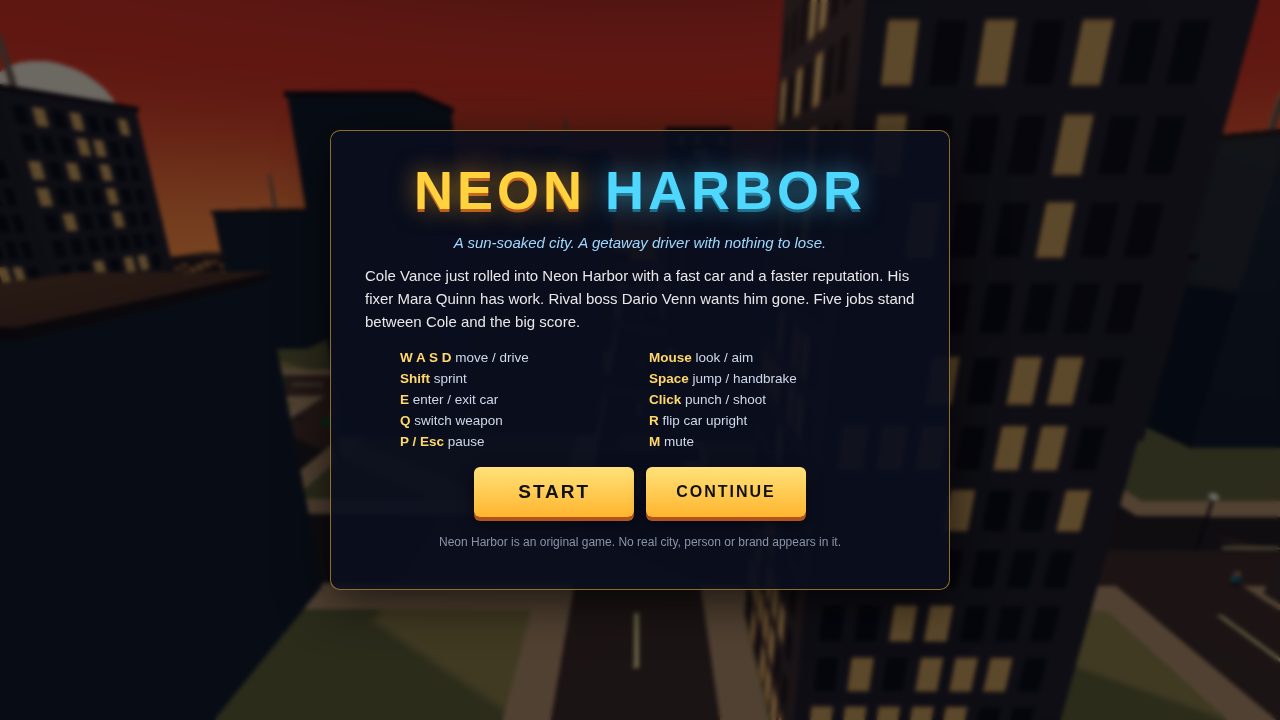 NEON HARBOR
A sun-soaked city. A getaway driver with nothing to lose.
Cole Vance just rolled into Neon Harbor with a fast car and a faster reputation. His
fixer Mara Quinn has work. Rival boss Dario Venn wants him gone. Five jobs stand
between Cole and the big score.
W A S D move / drive
Mouse look / aim
Shift sprint
Space jump / handbrake
E enter / exit car
Click punch / shoot
Q switch weapon
R flip car upright
P / Esc pause
M mute
START
CONTINUE
Neon Harbor is an original game. No real city, person or brand appears in it.